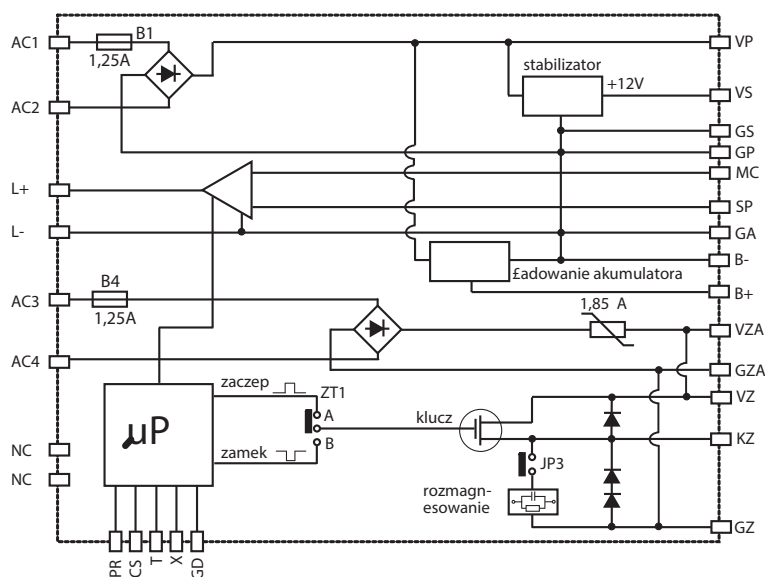 AC1
B1
1,25A
AC2
L+
L-
AC3
B4
1,25A
AC4
NC
NC
VP
stabilizator
+12V
VS
GS
GP
MC
SP
GA
B-
£adowanie akumulatora
B+
1,85 A
VZA
GZA
VZ
KZ
GZ
zaczep
ZT1
A
B
zamek
µP
klucz
JP3
rozmagn-
esowanie
PR
CS
T
X
GD